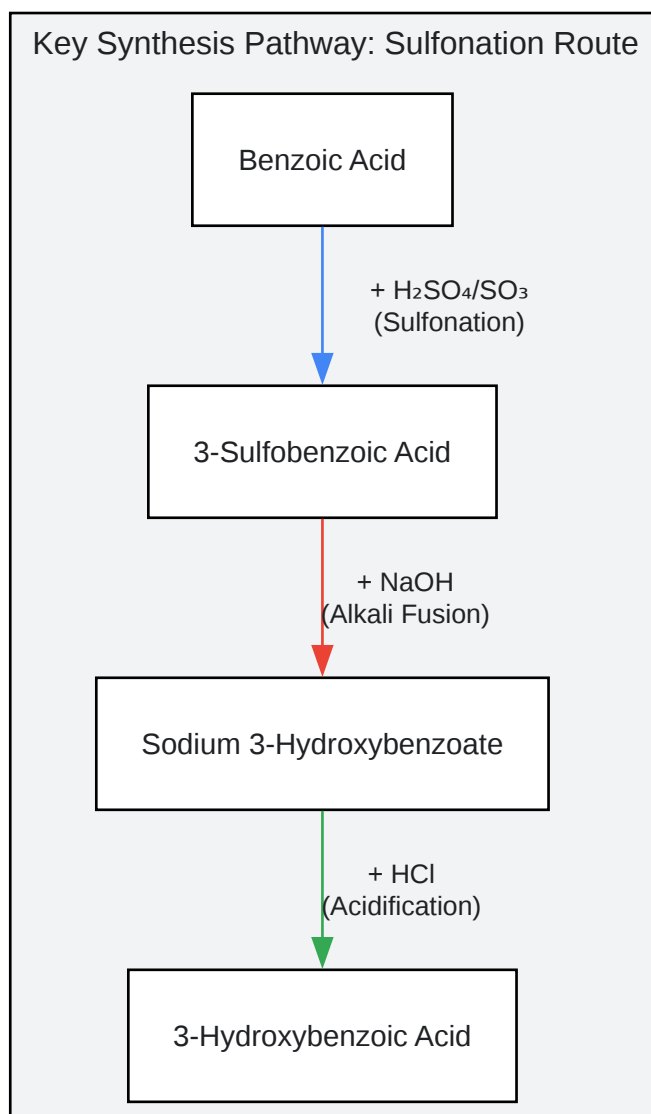 Key Synthesis Pathway: Sulfonation Route
Benzoic Acid
+ H₂SO₄/SO₃
(Sulfonation)
3-Sulfobenzoic Acid
+ NaOH
(Alkali Fusion)
Sodium 3-Hydroxybenzoate
+ HCl
(Acidification)
3-Hydroxybenzoic Acid